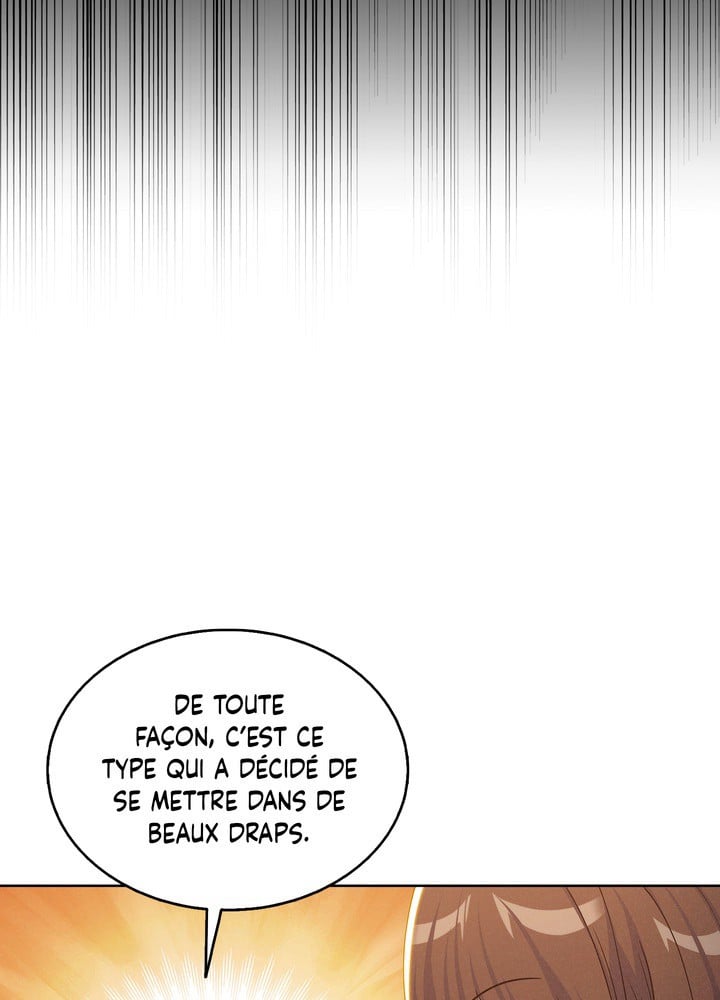 DE TOUTE
FAÇON, C'EST CE
TYPE QUI A DÉCIDÉ DE
SE METTRE DANS DE
BEAUX DRAPS.